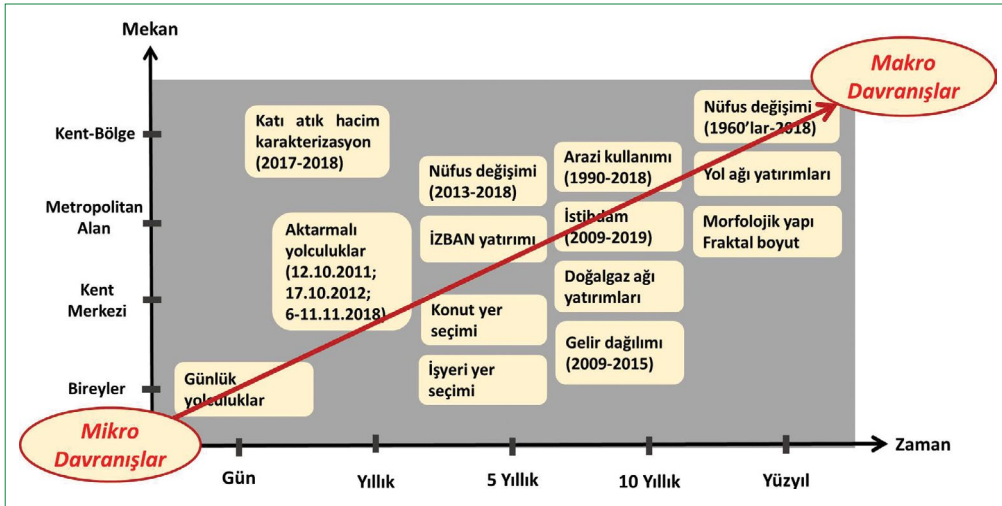 Mekan
Makro
Davranışlar
Kent-Bölge
Metropolitan
Alan
Kent
Merkezi
Bireyler
Katı atık hacim
karakterizasyon
(2017-2018)
Aktarmalı
yolculuklar
(12.10.2011;
17.10.2012;
6-11.11.2018)
Günlük
yolculuklar
Nüfus değişimi
(2013-2018)
İZBAN yatırımı
Konut yer
seçimi
İşyeri yer
seçimi
Arazi kullanımı
(1990-2018)
İstihdam
(2009-2019)
Doğalgaz ağı
yatırımları
Gelir dağılımı
(2009-2015)
Nüfus değişimi
(1960’lar-2018)
Yol ağı yatırımları
Morfolojik yapı
Fraktal boyut
Mikro
Davranışlar
Zaman
Gün
Yıllık
5 Yıllık
10 Yıllık
Yüzyıl